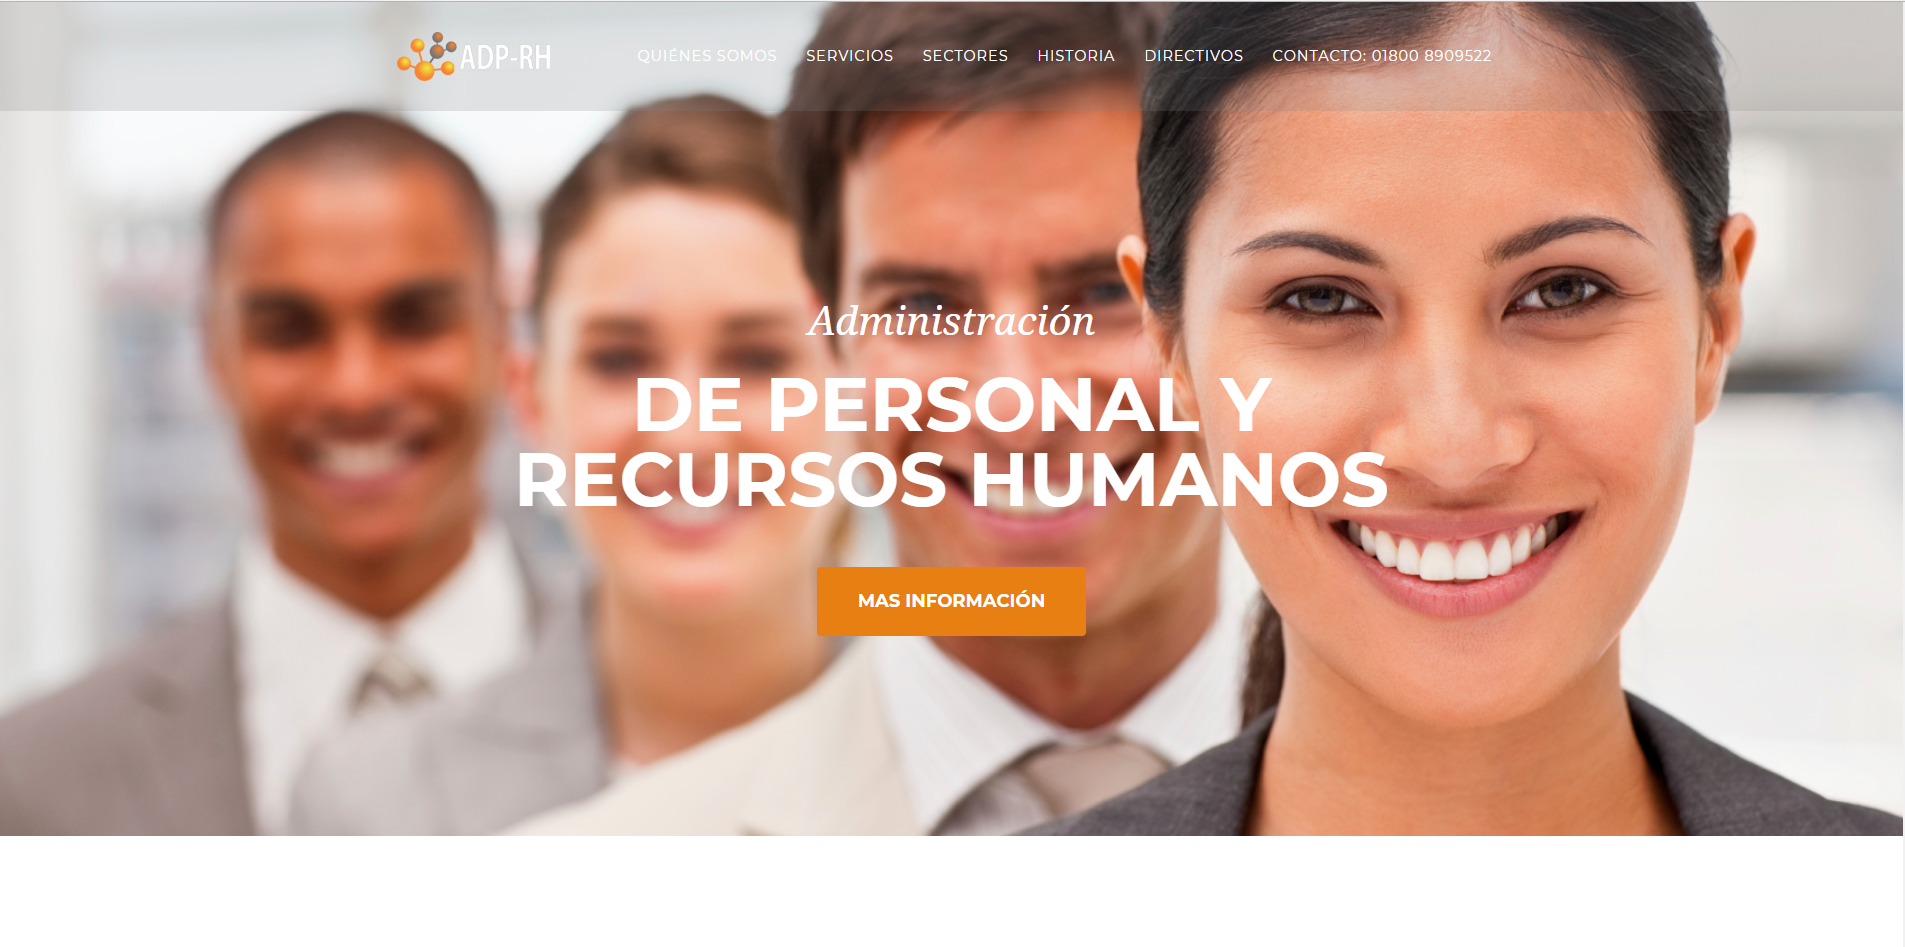 ADP-RH
QUIÉNES SOMOS SERVICIOS SECTORES HISTORIA DIRECTIVOS CONTACTO: 01800 8909522
Administración
DE PERSONAL Y
RECURSOS HUMANOS
MAS INFORMACIÓN